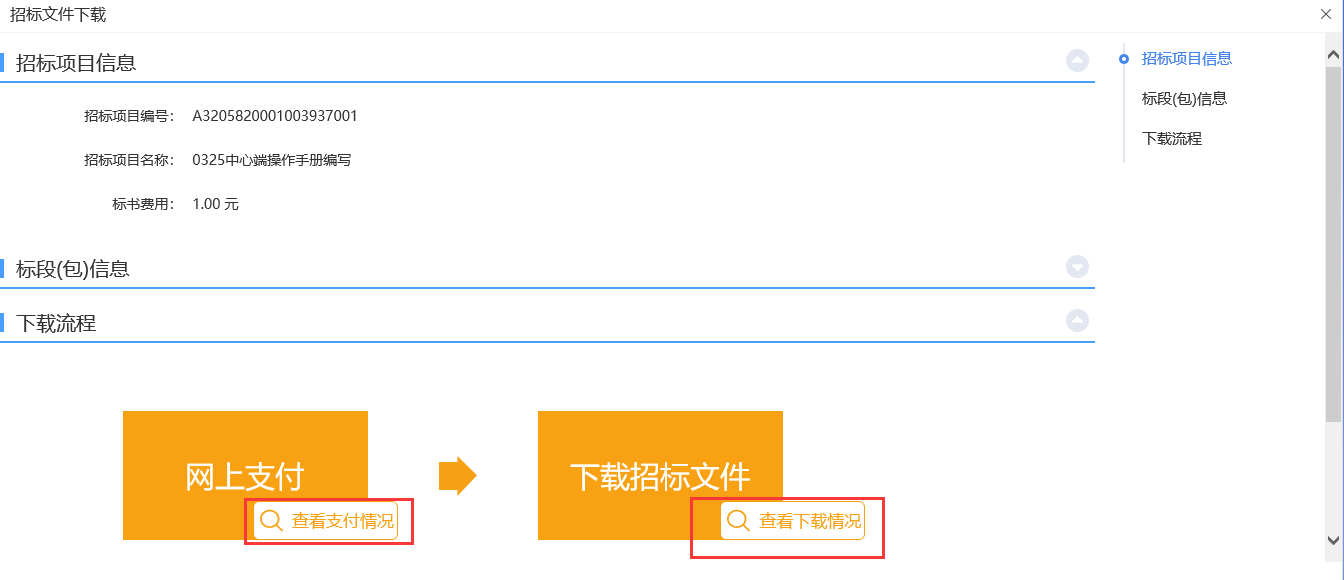 招标文件下载
招标项目信息
招标项目编号： A3205820001003937001
招标项目名称： 0325中心端操作手册编写
标书费用： 1.00 元
标段(包)信息
下载流程
网上支付
查看支付情况
下载招标文件
查看下载情况
招标项目信息
标段(包)信息
下载流程